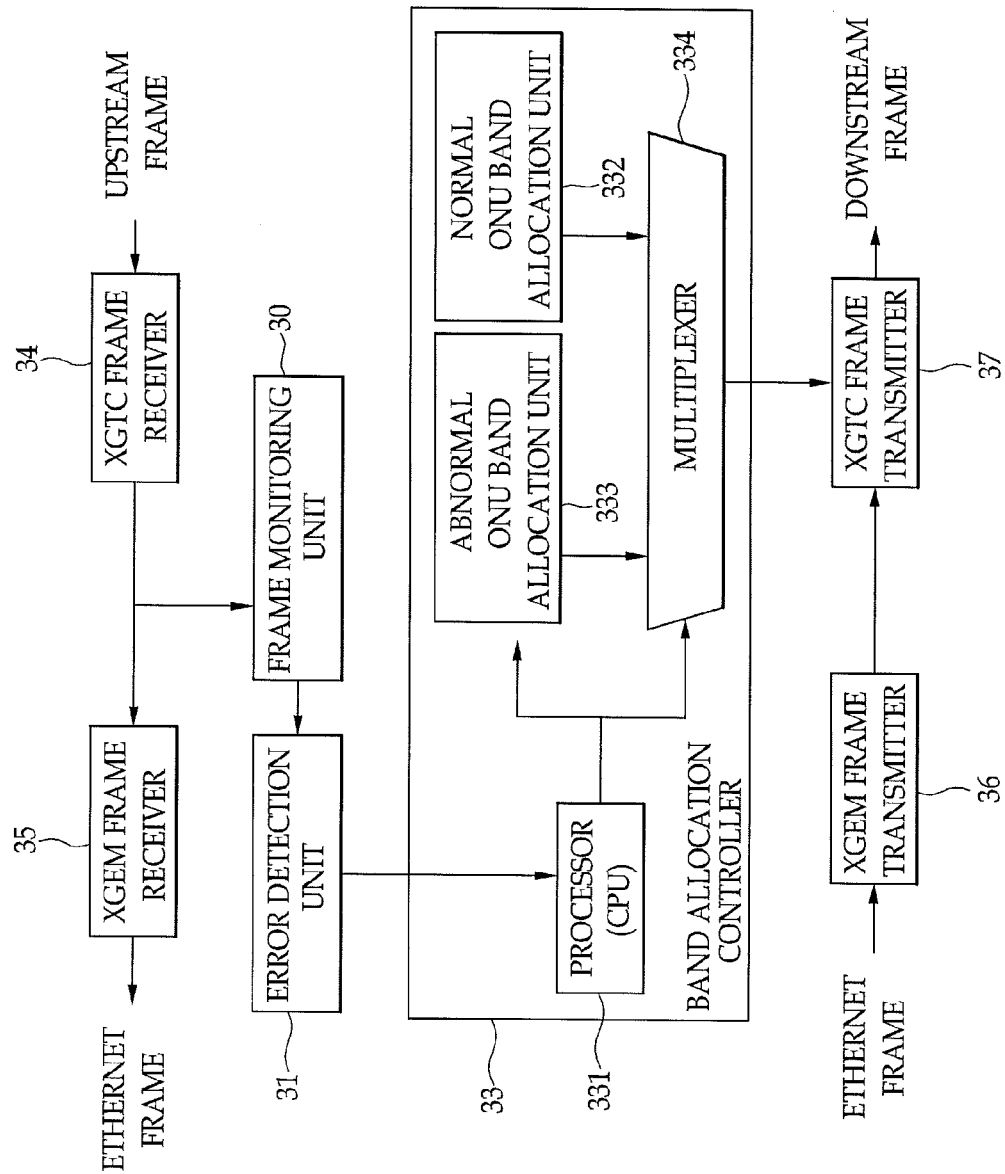 ETHERNET
FRAME
35
XGEM FRAME
RECEIVER
34
XGTC FRAME
RECEIVER
UPSTREAM
FRAME
31
ERROR DETECTION
UNIT
30
FRAME MONITORING
UNIT
33
331
PROCESSOR
(CPU)
BAND ALLOCATION
CONTROLLER
ABNORMAL
ONU BAND
ALLOCATION UNIT
333
NORMAL
ONU BAND
ALLOCATION UNIT
332
MULTIPLEXER
334
ETHERNET
FRAME
XGEM FRAME
TRANSMITTER
36
XGTC FRAME
TRANSMITTER
37
DOWNSTREAM
FRAME